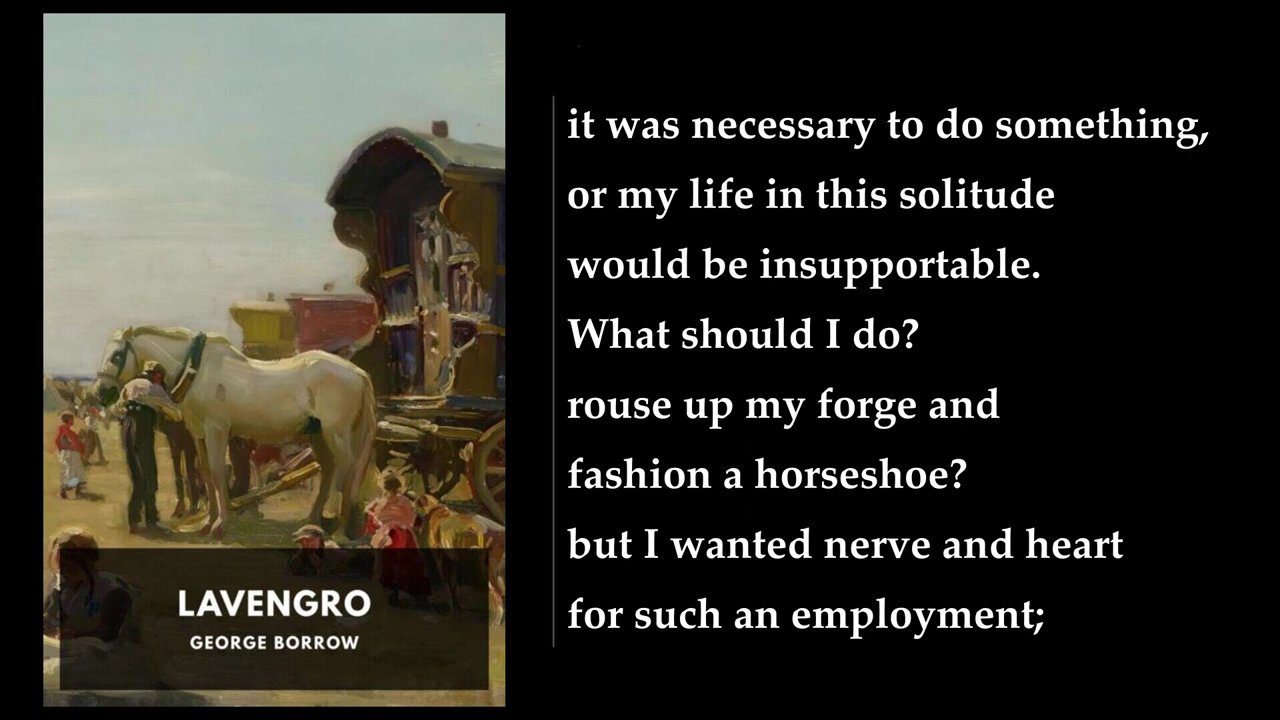 LAVENGRO
GEORGE BORROW
it was necessary to do something,
or my life in this solitude
would be insupportable.
What should I do?
rouse up my forge and
fashion a horseshoe?
but I wanted nerve and heart
for such an employment;